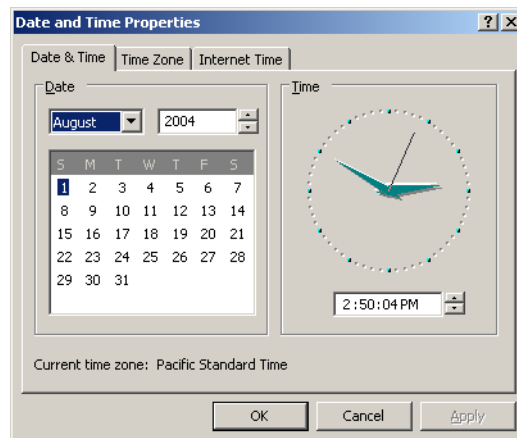 Date and Time Properties
Date & Time Time Zone Internet Time
Date
August 2004
S M T W T F S
1 2 3 4 5 6 7
8 9 10 11 12 13 14
15 16 17 18 19 20 21
22 23 24 25 26 27 28
29 30 31
Time
2:50:04 PM
Current time zone: Pacific Standard Time
OK Cancel Apply